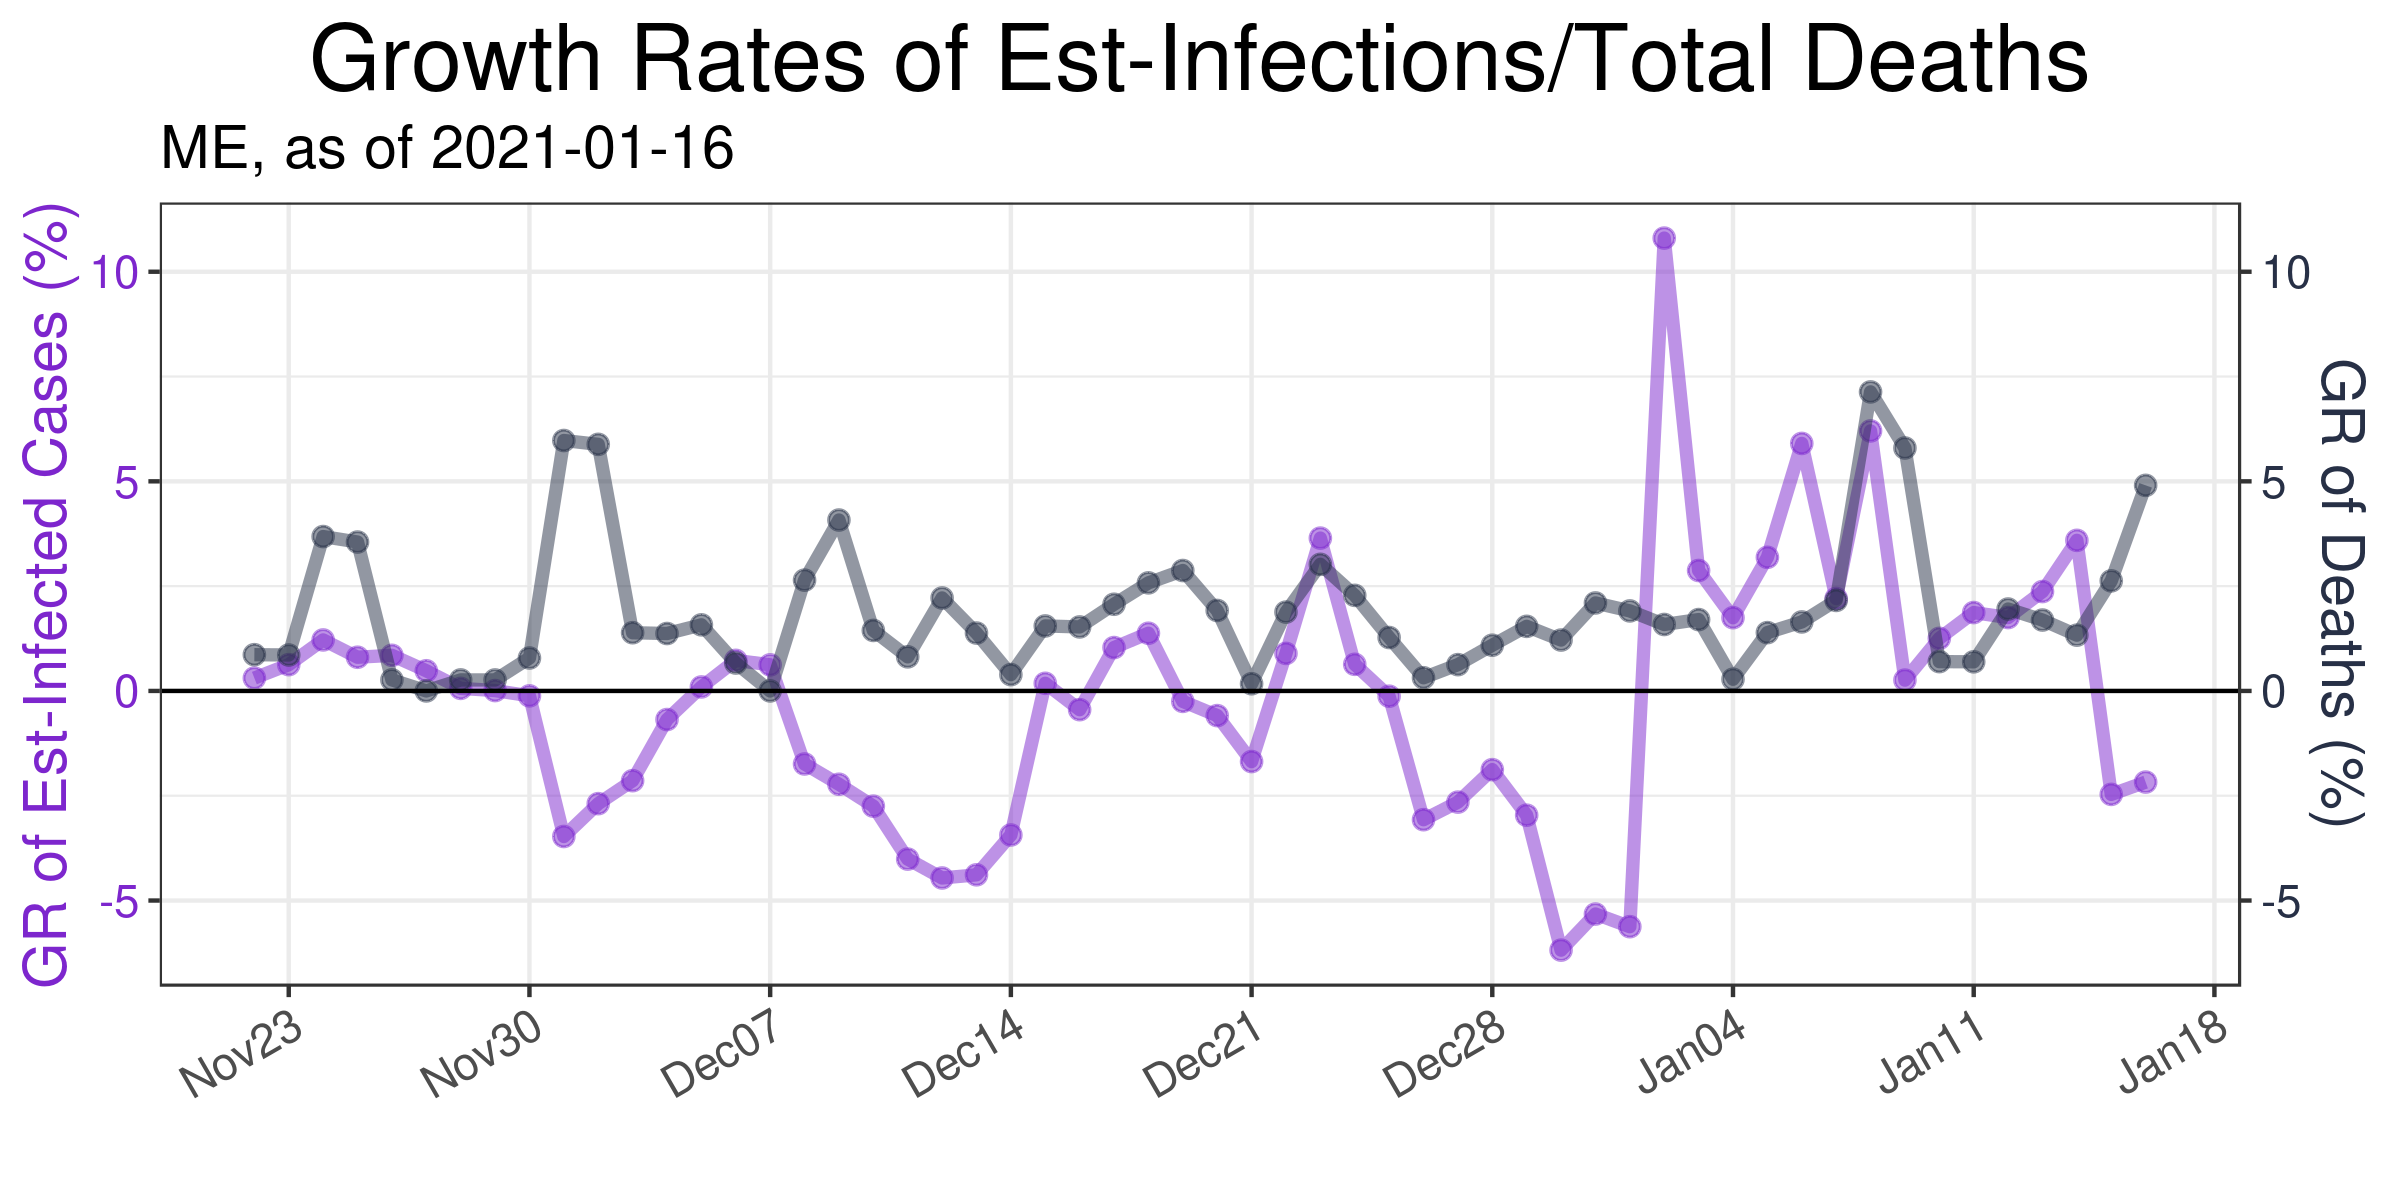 Growth Rates of Est-Infections/Total Deaths
ME, as of 2021-01-16
GR of Est-Infected Cases (%)
10
5
0
-5
10
5
0
-5
GR of Deaths (%)
Nov23
Nov30
Dec07
Dec14
Dec21
Dec28
Jan04
Jan11
Jan18